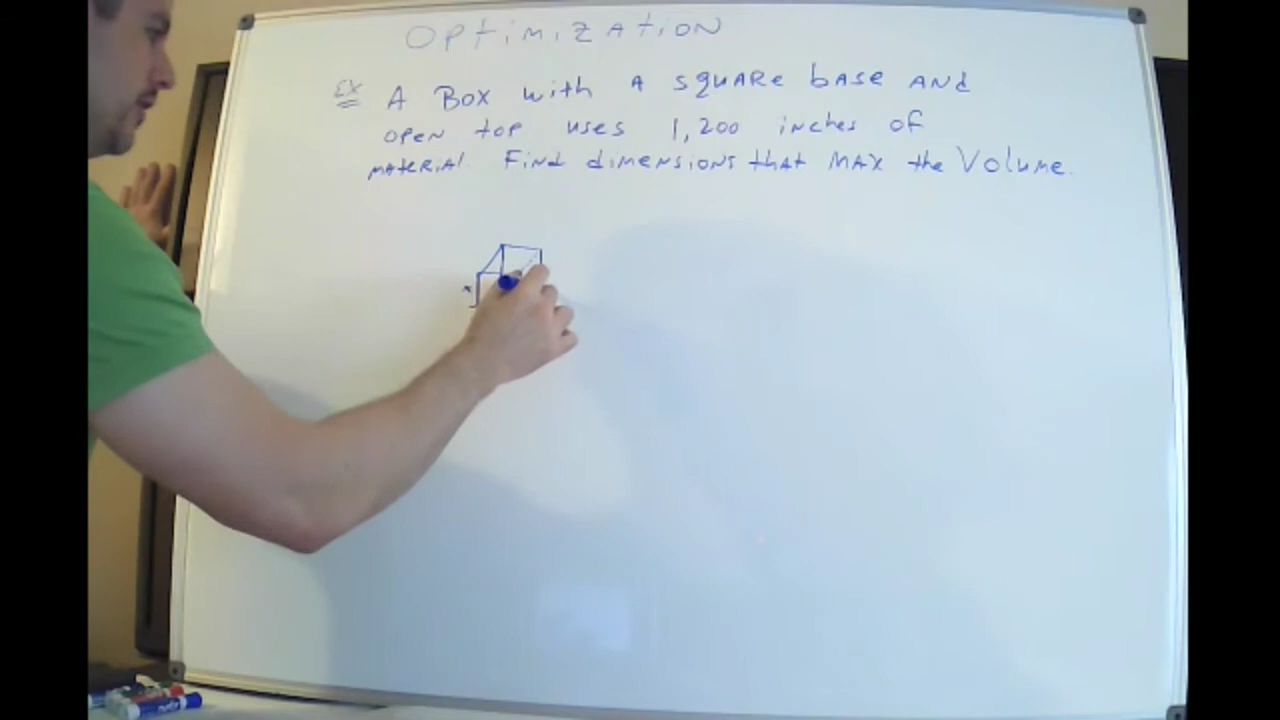 Optimization
Ex A Box with A square base AND
open top uses 1,200 inches of
material. Find dimensions that MAX the Volume.
x